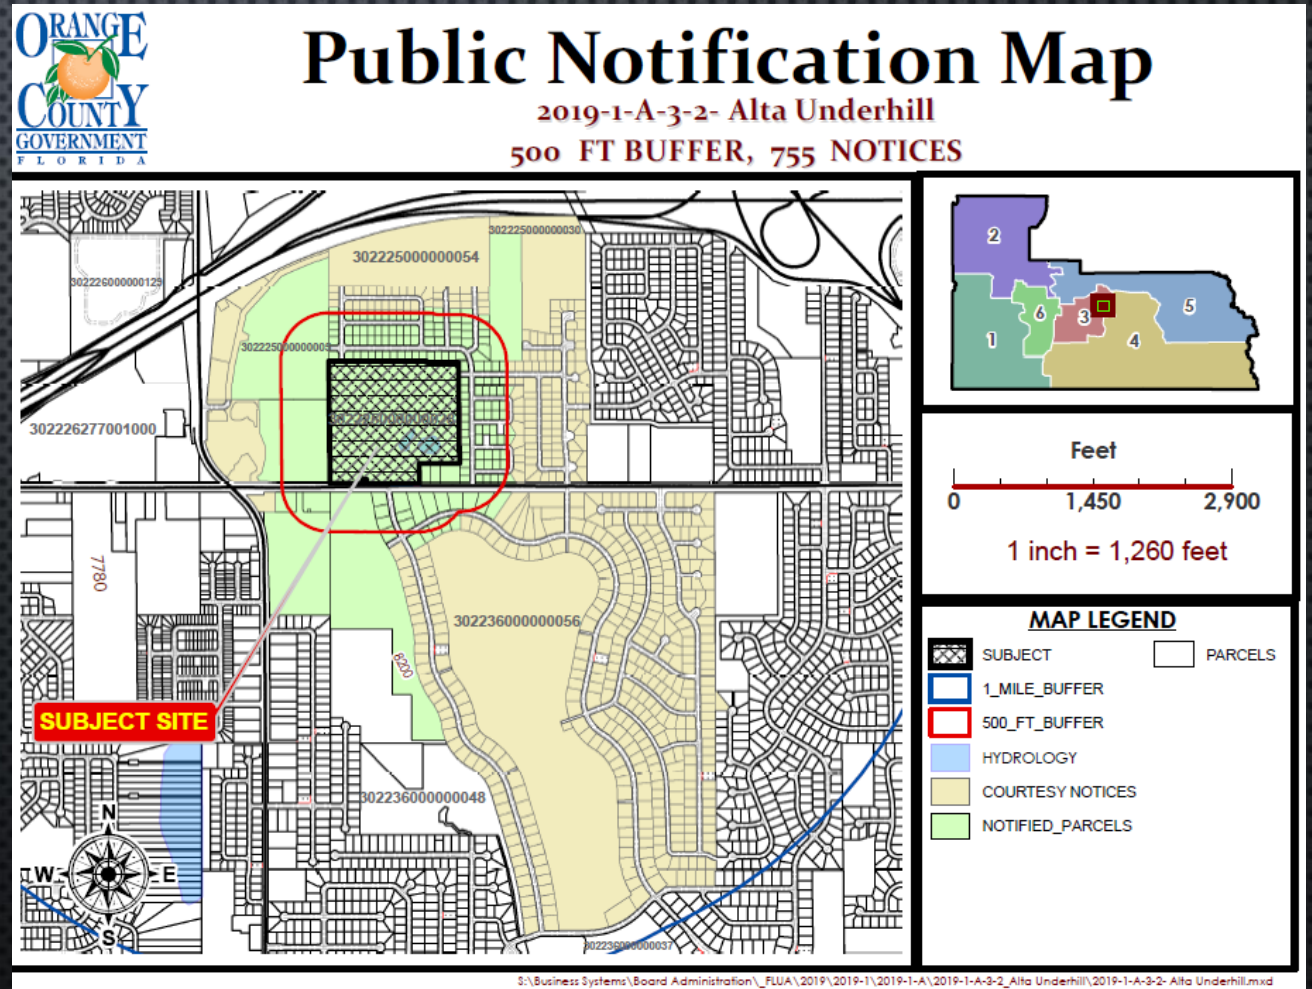 ORANGE
COUNTY
GOVERNMENT
FLORIDA
Public Notification Map
2019-1-A-3-2- Alta Underhill
500 FT BUFFER, 755 NOTICES
302225000000030
302225000000054
302226000000129
302226277001000
7780
302236000000056
8200
SUBJECT SITE
302236000000048
302236000000037
N
W
E
S
2
5
6
3
1
4
Feet
0
1,450
2,900
1 inch = 1,260 feet
MAP LEGEND
SUBJECT
PARCELS
1_MILE_BUFFER
500_FT_BUFFER
HYDROLOGY
COURTESY NOTICES
NOTIFIED_PARCELS
S:\Business Systems\Board Administration\_FLUA\2019\2019-1\2019-1-A\2019-1-A-3-2_Alta Underhill\2019-1-A-3-2- Alta Underhill.mxd